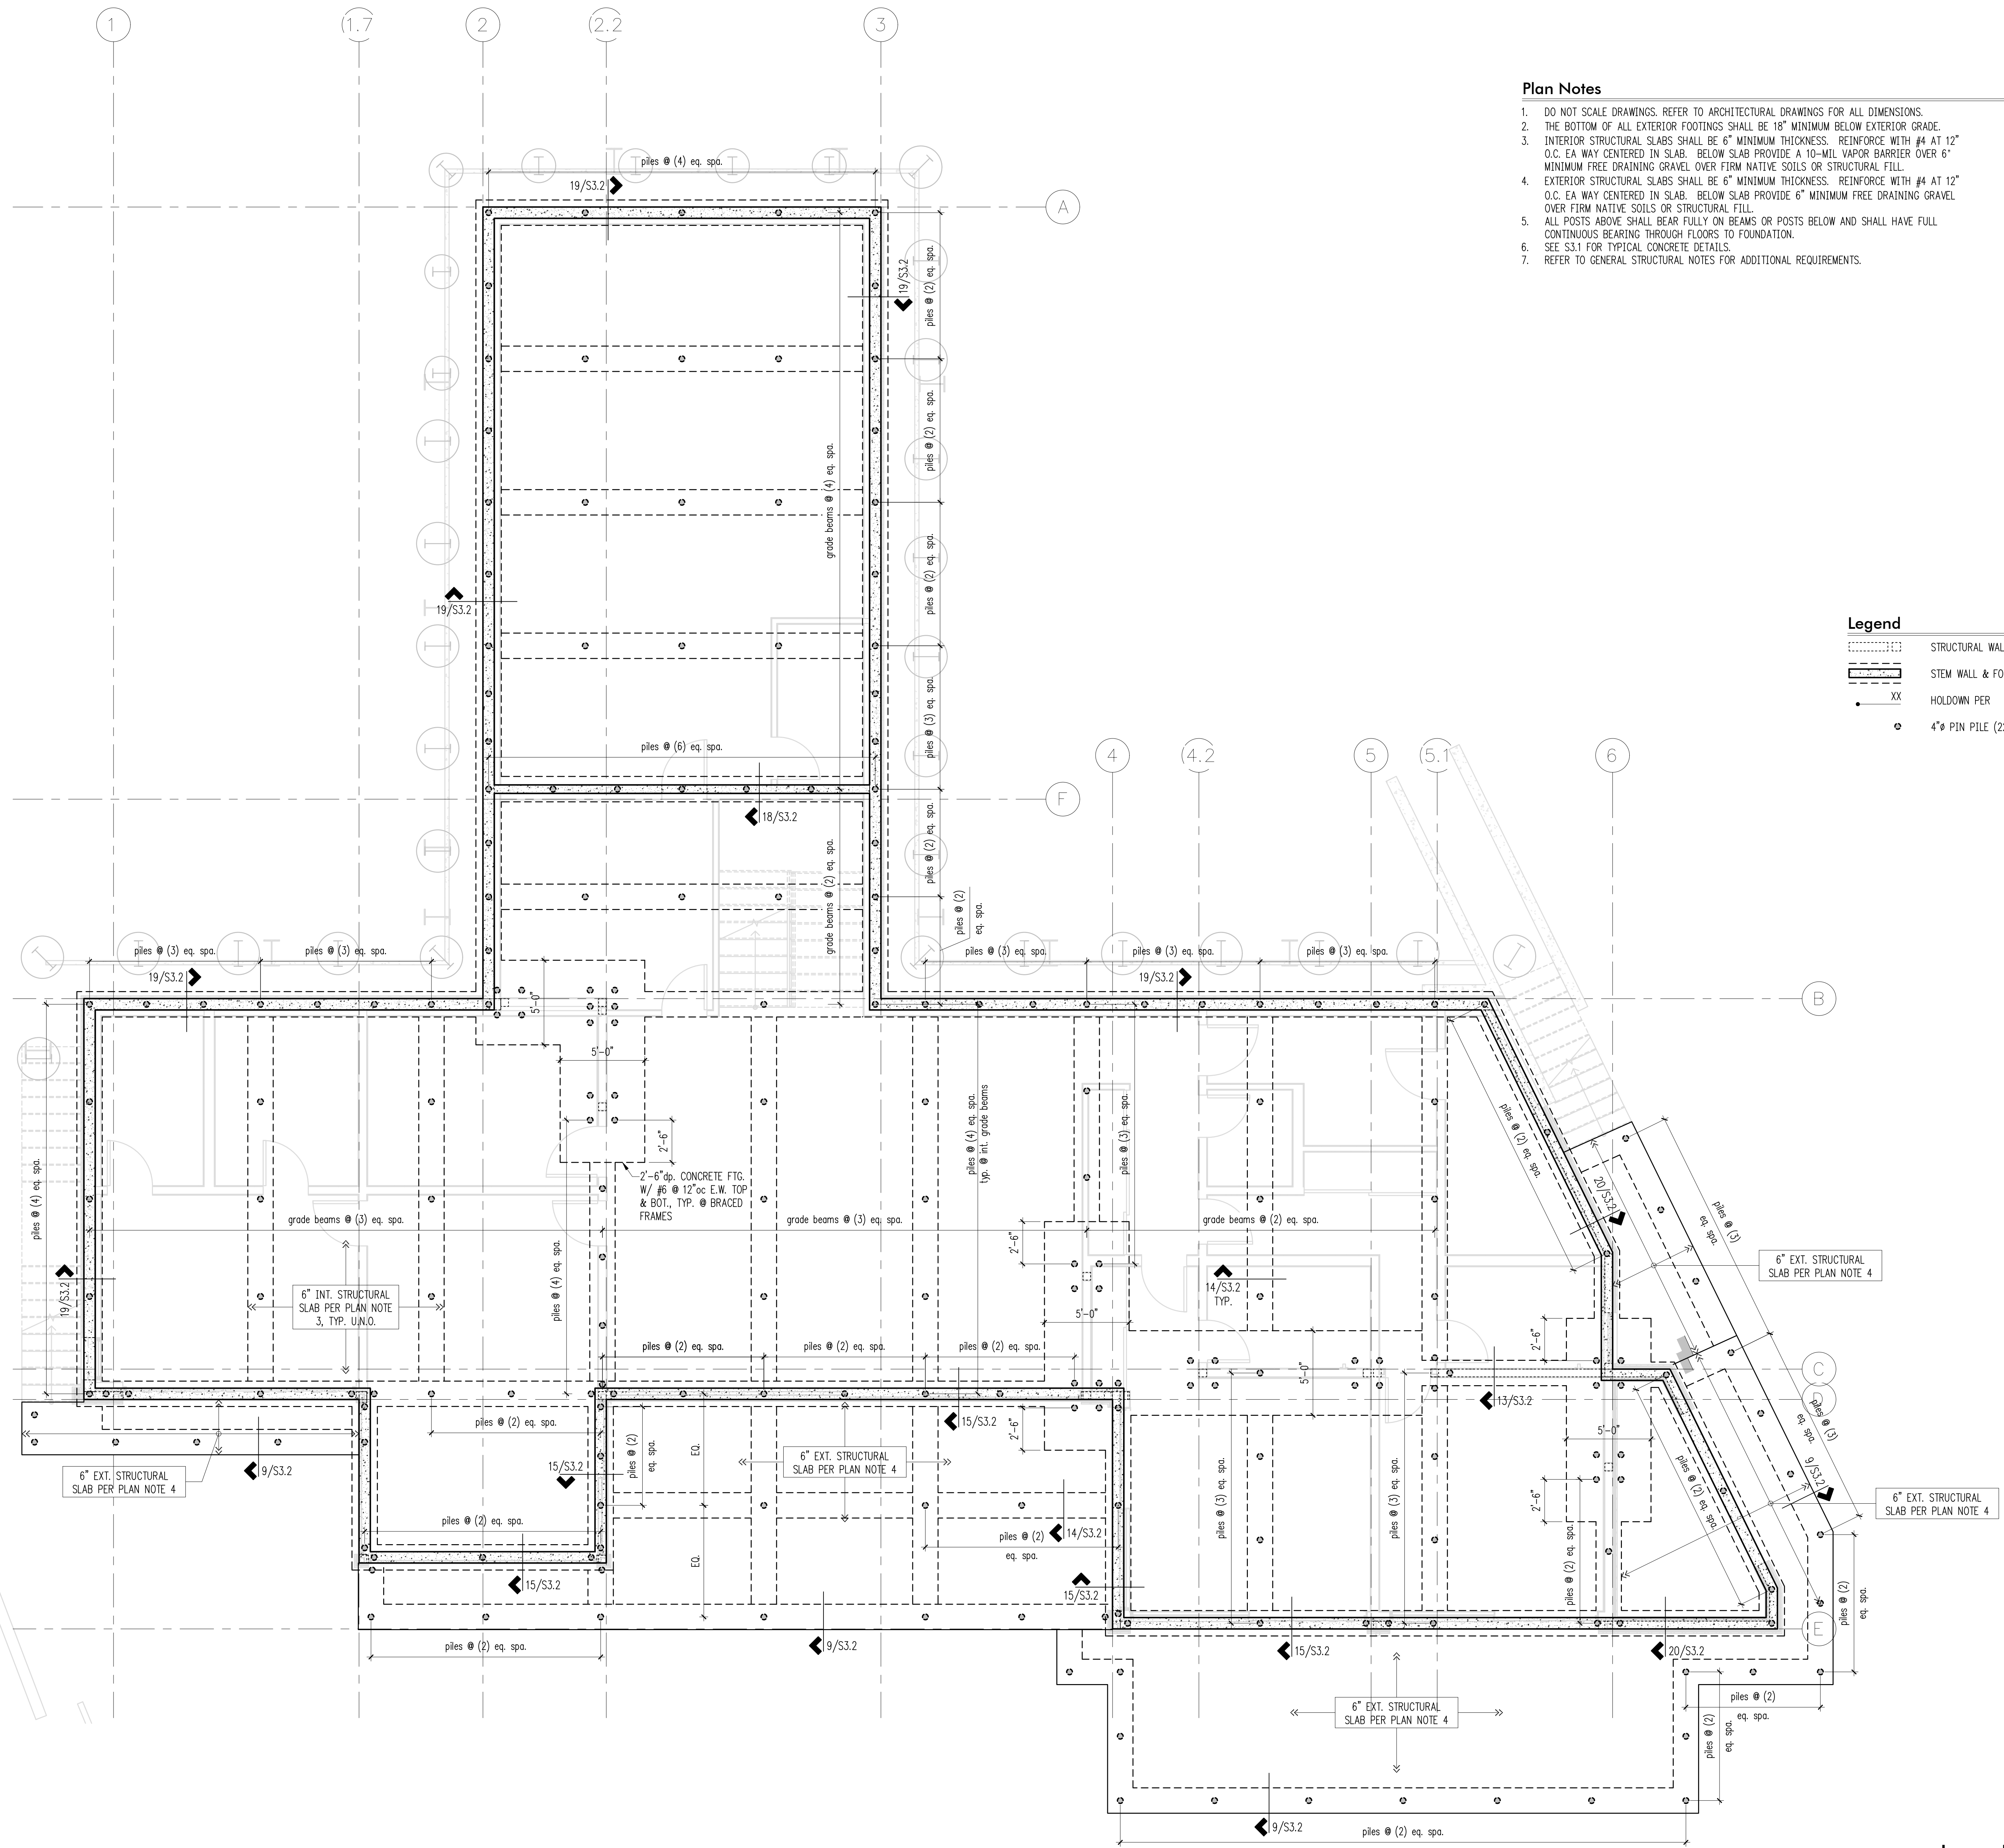 1
(1.7
2
(2.2
3
Plan Notes
1. DO NOT SCALE DRAWINGS. REFER TO ARCHITECTURAL DRAWINGS FOR ALL DIMENSIONS.
2. THE BOTTOM OF ALL EXTERIOR FOOTINGS SHALL BE 18" MINIMUM BELOW EXTERIOR GRADE.
3. INTERIOR STRUCTURAL SLABS SHALL BE 6" MINIMUM THICKNESS. REINFORCE WITH #4 AT 12"
O.C. EA WAY CENTERED IN SLAB. BELOW SLAB PROVIDE A 10-MIL VAPOR BARRIER OVER 6"
MINIMUM FREE DRAINING GRAVEL OVER FIRM NATIVE SOILS OR STRUCTURAL FILL.
4. EXTERIOR STRUCTURAL SLABS SHALL BE 6" MINIMUM THICKNESS. REINFORCE WITH #4 AT 12"
O.C. EA WAY CENTERED IN SLAB. BELOW SLAB PROVIDE 6" MINIMUM FREE DRAINING GRAVEL
OVER FIRM NATIVE SOILS OR STRUCTURAL FILL.
5. ALL POSTS ABOVE SHALL BEAR FULLY ON BEAMS OR POSTS BELOW AND SHALL HAVE FULL
CONTINUOUS BEARING THROUGH FLOORS TO FOUNDATION.
6. SEE S3.1 FOR TYPICAL CONCRETE DETAILS.
7. REFER TO GENERAL STRUCTURAL NOTES FOR ADDITIONAL REQUIREMENTS.
piles @ (4) eq. spa.
19/S3.2
A
19/S3.2
piles @ (2) eq. spa.
piles @ (2) eq. spa.
grade beams @ (4) eq. spa.
piles @ (2) eq. spa.
19/S3.2
Legend
STRUCTURAL WAL
STEM WALL & FO
XX
HOLDOWN PER
4"ø PIN PILE (2
piles @ (3) eq. spa.
piles @ (6) eq. spa.
4
(4.2
5
(5.1
6
F
18/S3.2
piles @ (2) eq. spa.
grade beams @ (2) eq. spa.
piles @ (2)
eq. spa.
piles @ (3) eq. spa.
piles @ (3) eq. spa.
19/S3.2
piles @ (3) eq. spa.
piles @ (3) eq. spa.
piles @ (3) eq. spa.
19/S3.2
B
5'-0"
5'-0"
2'-6"
piles @ (4) eq. spa.
typ. @ int. grade beams
piles @ (3) eq. spa.
piles @ (2) eq. spa.
piles @ (4) eq. spa.
2'-6"dp. CONCRETE FTG.
W/ #6 @ 12"oc E.W. TOP
& BOT., TYP. @ BRACED
FRAMES
20/S3.2
piles @ (3)
eq. spa.
grade beams @ (3) eq. spa.
grade beams @ (3) eq. spa.
grade beams @ (2) eq. spa.
2'-6"
6" EXT. STRUCTURAL
SLAB PER PLAN NOTE 4
19/S3.2
6" INT. STRUCTURAL
SLAB PER PLAN NOTE
3, TYP. U.N.O.
piles @ (4) eq. spa.
14/S3.2
TYP.
5'-0"
2'-6"
piles @ (2) eq. spa.
piles @ (2) eq. spa.
piles @ (2) eq. spa.
5'-0"
C
D
13/S3.2
15/S3.2
piles @ (2) eq. spa.
2'-6"
5'-0"
piles @ (3)
eq. spa.
9/S3.2
6" EXT. STRUCTURAL
SLAB PER PLAN NOTE 4
15/S3.2
piles @ (2)
eq. spa.
EQ.
6" EXT. STRUCTURAL
SLAB PER PLAN NOTE 4
piles @ (3) eq. spa.
piles @ (3) eq. spa.
2'-6"
piles @ (2) eq. spa.
9/S3.2
6" EXT. STRUCTURAL
SLAB PER PLAN NOTE 4
piles @ (2) eq. spa.
piles @ (2)
eq. spa.
14/S3.2
EQ.
piles @ (2) eq. spa.
15/S3.2
15/S3.2
piles @ (2)
eq. spa.
E
piles @ (2) eq. spa.
9/S3.2
15/S3.2
20/S3.2
6" EXT. STRUCTURAL
SLAB PER PLAN NOTE 4
piles @ (2)
eq. spa.
piles @ (2)
eq. spa.
9/S3.2
piles @ (2) eq. spa.